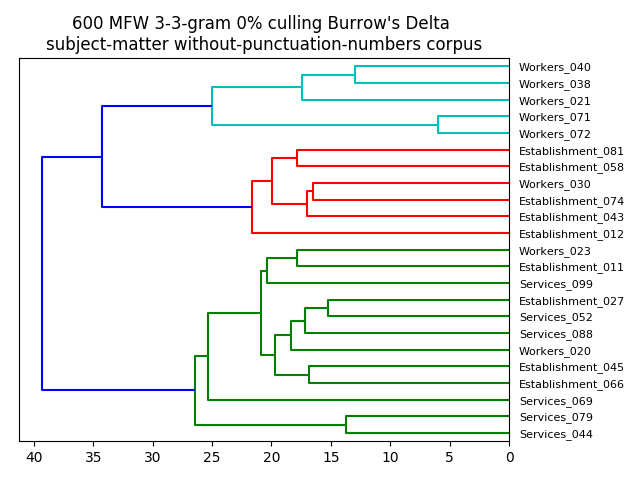 600 MFW 3-3-gram 0% culling Burrow's Delta
subject-matter without-punctuation-numbers corpus
Workers_040
Workers_038
Workers_021
Workers_071
Workers_072
Establishment_081
Establishment_058
Workers_030
Establishment_074
Establishment_043
Establishment_012
Workers_023
Establishment_011
Services_099
Establishment_027
Services_052
Services_088
Workers_020
Establishment_045
Establishment_066
Services_069
Services_079
Services_044
40 35 30 25 20 15 10 5 0